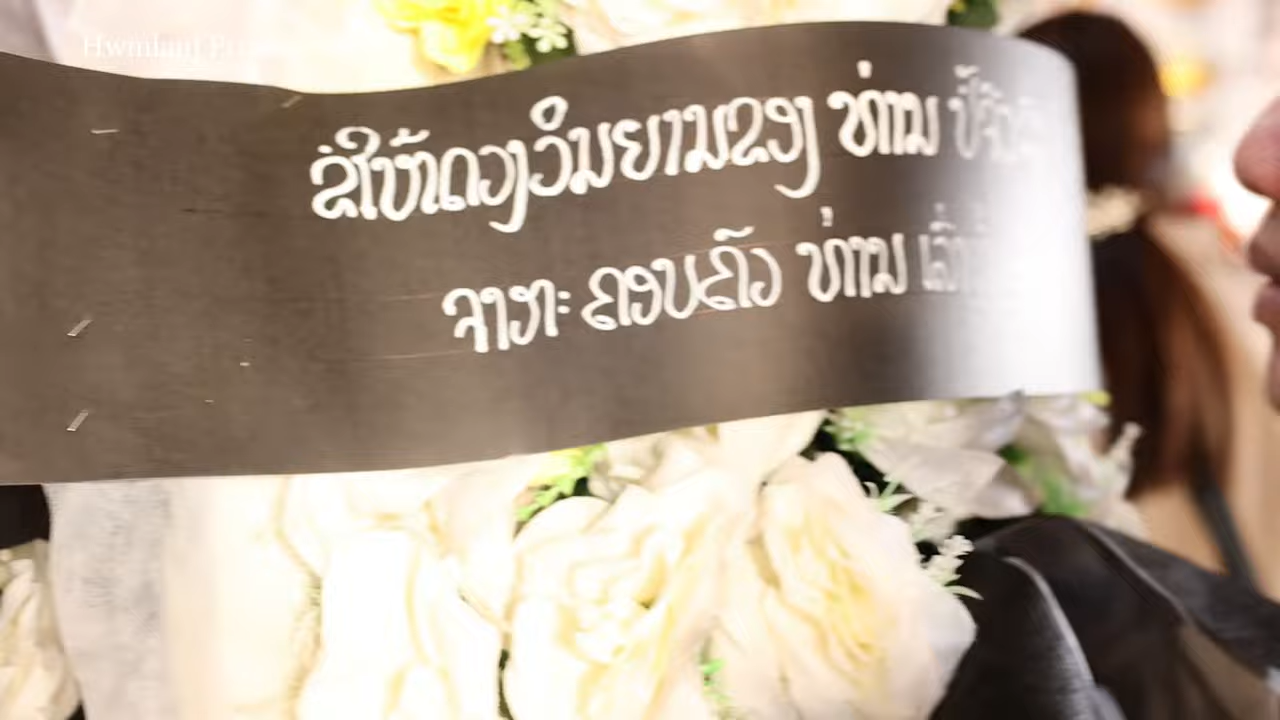 Hwmlani
ຂໍໃຫ້ດວງວິນຍານຂອງ ທ່ານ
ຈາກ: ຄອບຄົວ ທ່ານ